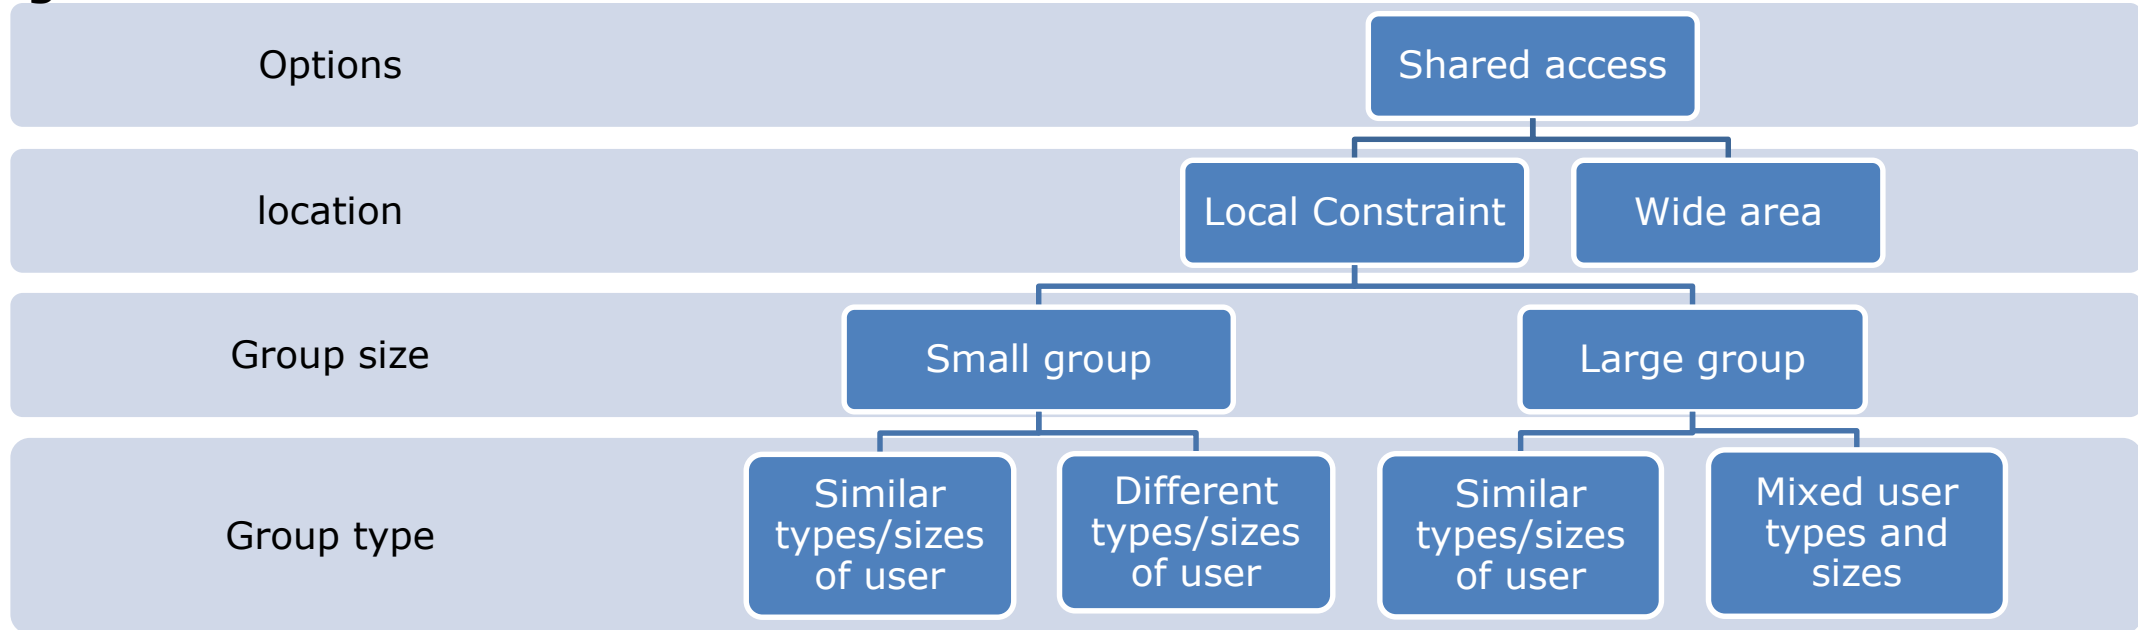 Options
Shared access
location
Local Constraint
Wide area
Group size
Small group
Large group
Group type
Similar
types/sizes
of user
Different
types/sizes
of user
Similar
types/sizes
of user
Mixed user
types and
sizes